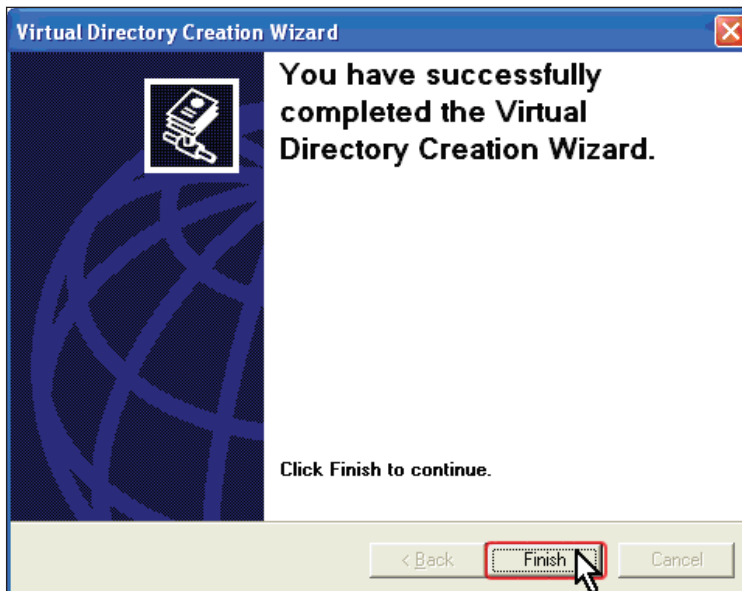 Virtual Directory Creation Wizard
You have successfully
completed the Virtual
Directory Creation Wizard.
Click Finish to continue.
< Back Finish Cancel